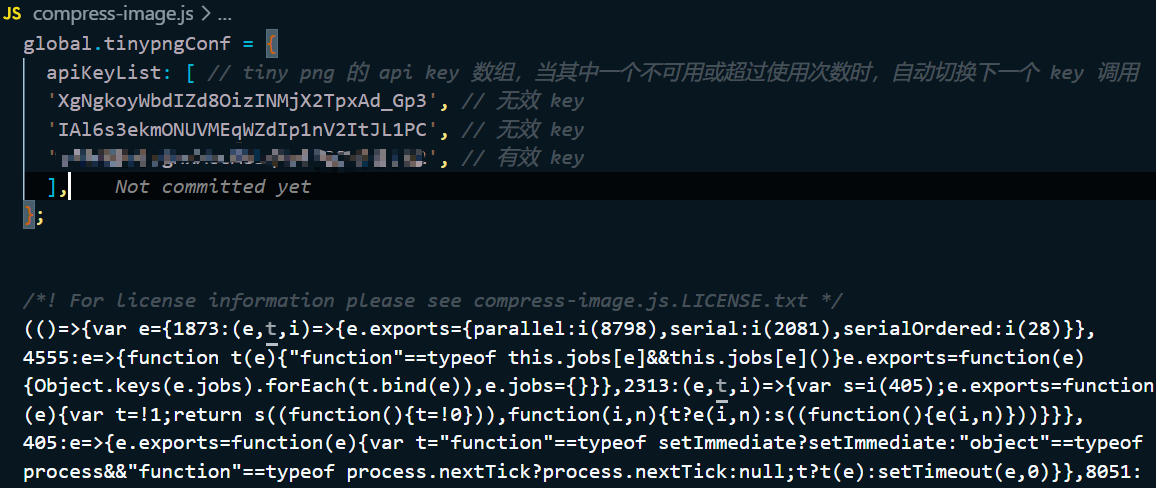 JS compress-image.js > ...
global.tinypngConf = {
apiKeyList: [ // tiny png 的 api key 数组，当其中一个不可用或超过使用次数时，自动切换下一个 key 调用
'XgNgkoyWbdIZd8OizINMjX2TpxAd_Gp3', // 无效 key
'IAl6s3ekmONUVMEqWZdIp1nV2ItJL1PC', // 无效 key
', // 有效 key
], Not committed yet
};
/*! For license information please see compress-image.js.LICENSE.txt */
(()=>{var e={1873:(e,t,i)=>{e.exports={parallel:i(8798),serial:i(2081),serialOrdered:i(28)}},
4555:e=>{function t(e){"function"==typeof this.jobs[e]&&this.jobs[e]()}e.exports=function(e)
{Object.keys(e.jobs).forEach(t.bind(e)),e.jobs={}}},2313:(e,t,i)=>{var s=i(405);e.exports=function
(e){var t=!1;return s((function(){t=!0})),function(i,n){t?e(i,n):s((function(){e(i,n)}))}}},
405:e=>{e.exports=function(e){var t="function"==typeof setImmediate?setImmediate:"object"==typeof
process&&"function"==typeof process.nextTick?process.nextTick:null;t?t(e):setTimeout(e,0)}},8051: